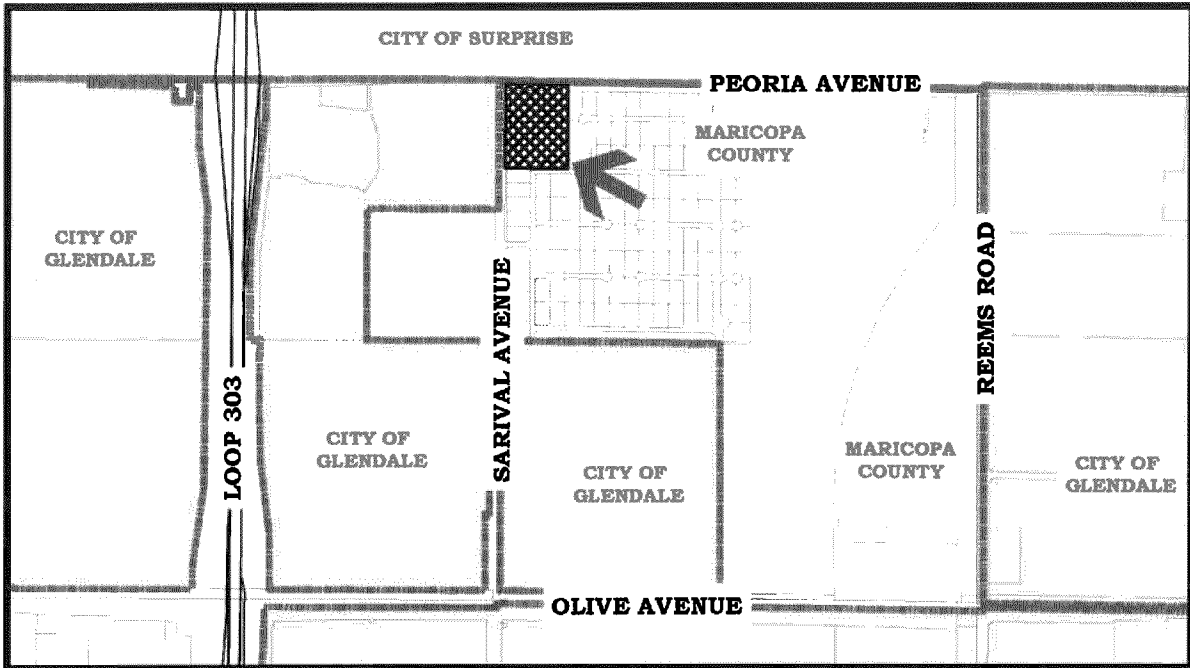 CITY OF SURPRISE
PEORIA AVENUE
MARICOPA
COUNTY
CITY OF
GLENDALE
LOOP 303
SARIVAL AVENUE
REEMS ROAD
CITY OF
GLENDALE
CITY OF
GLENDALE
MARICOPA
COUNTY
CITY OF
GLENDALE
OLIVE AVENUE